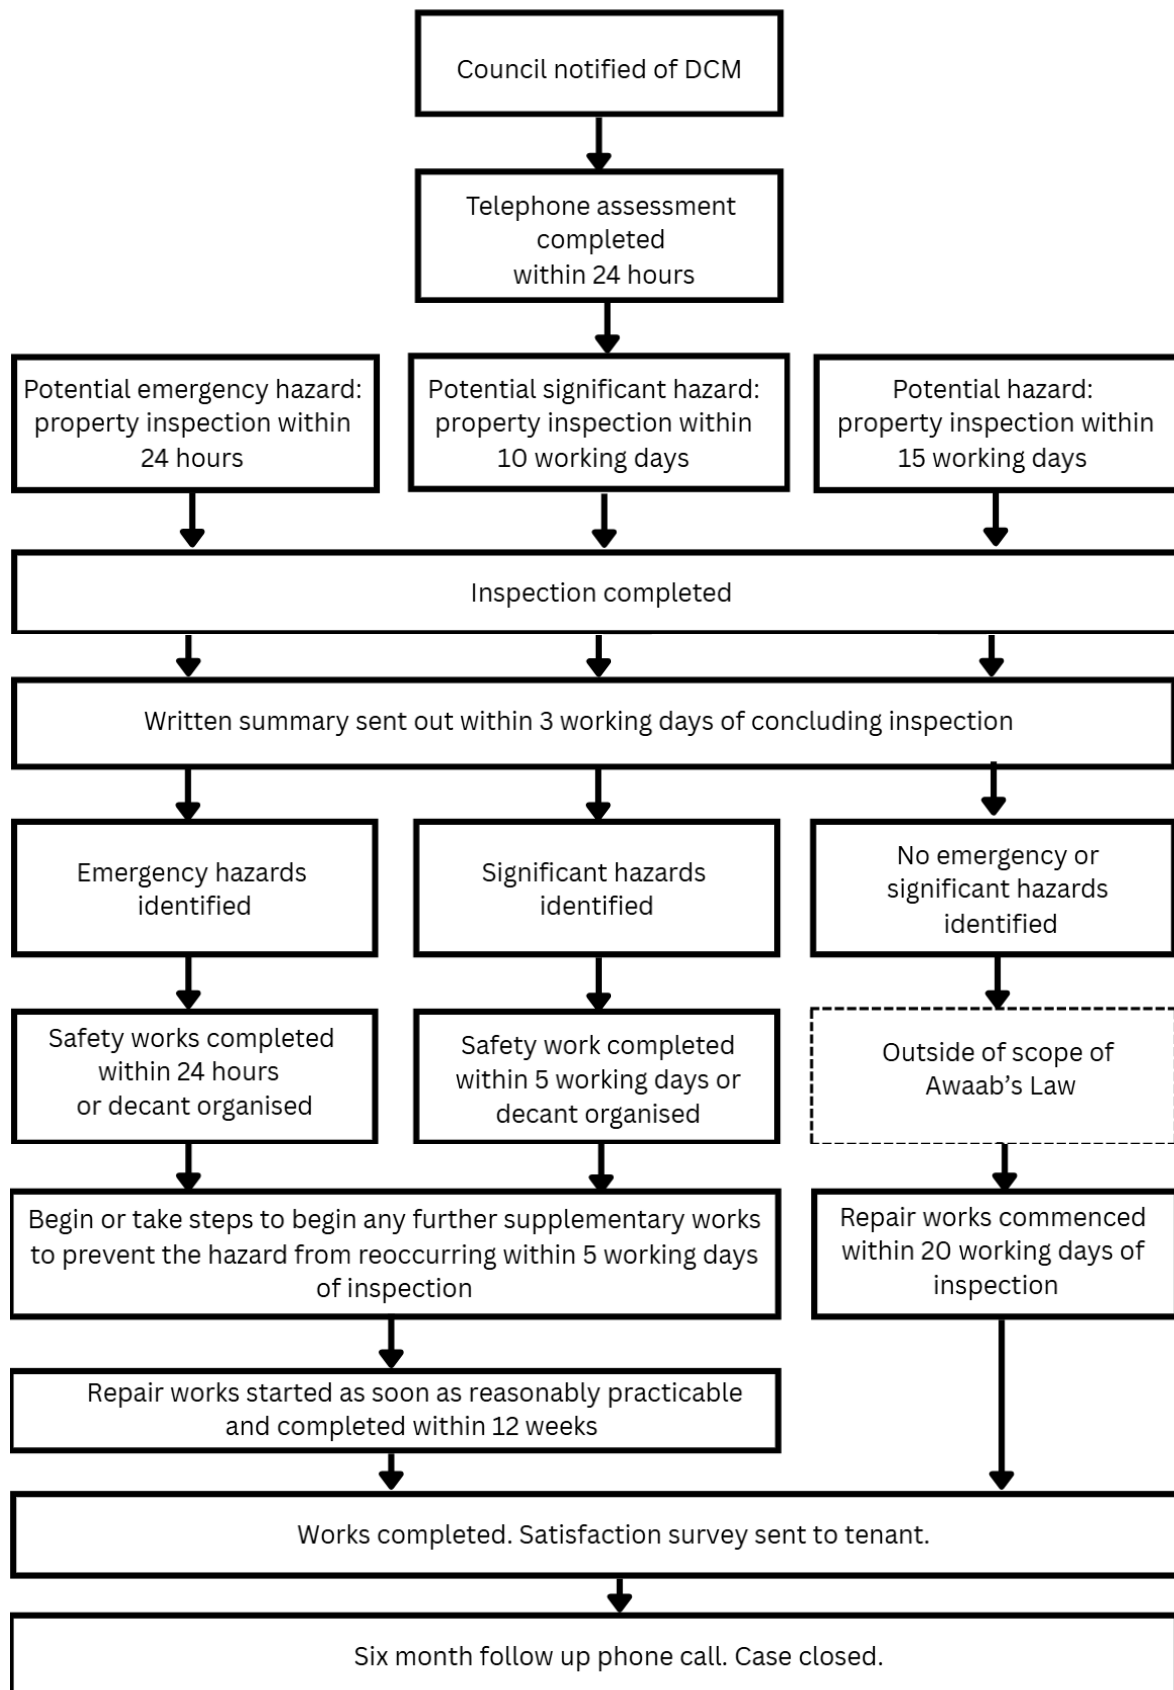 Council notified of DCM
Telephone assessment
completed
within 24 hours
Potential emergency hazard:
property inspection within
24 hours
Potential significant hazard:
property inspection within
10 working days
Potential hazard:
property inspection within
15 working days
Inspection completed
Written summary sent out within 3 working days of concluding inspection
Emergency hazards
identified
Significant hazards
identified
No emergency or
significant hazards
identified
Safety works completed
within 24 hours
or decant organised
Safety work completed
within 5 working days or
decant organised
Outside of scope of
Awaab’s Law
Begin or take steps to begin any further supplementary works
to prevent the hazard from reoccurring within 5 working days
of inspection
Repair works commenced
within 20 working days of
inspection
Repair works started as soon as reasonably practicable
and completed within 12 weeks
Works completed. Satisfaction survey sent to tenant.
Six month follow up phone call. Case closed.